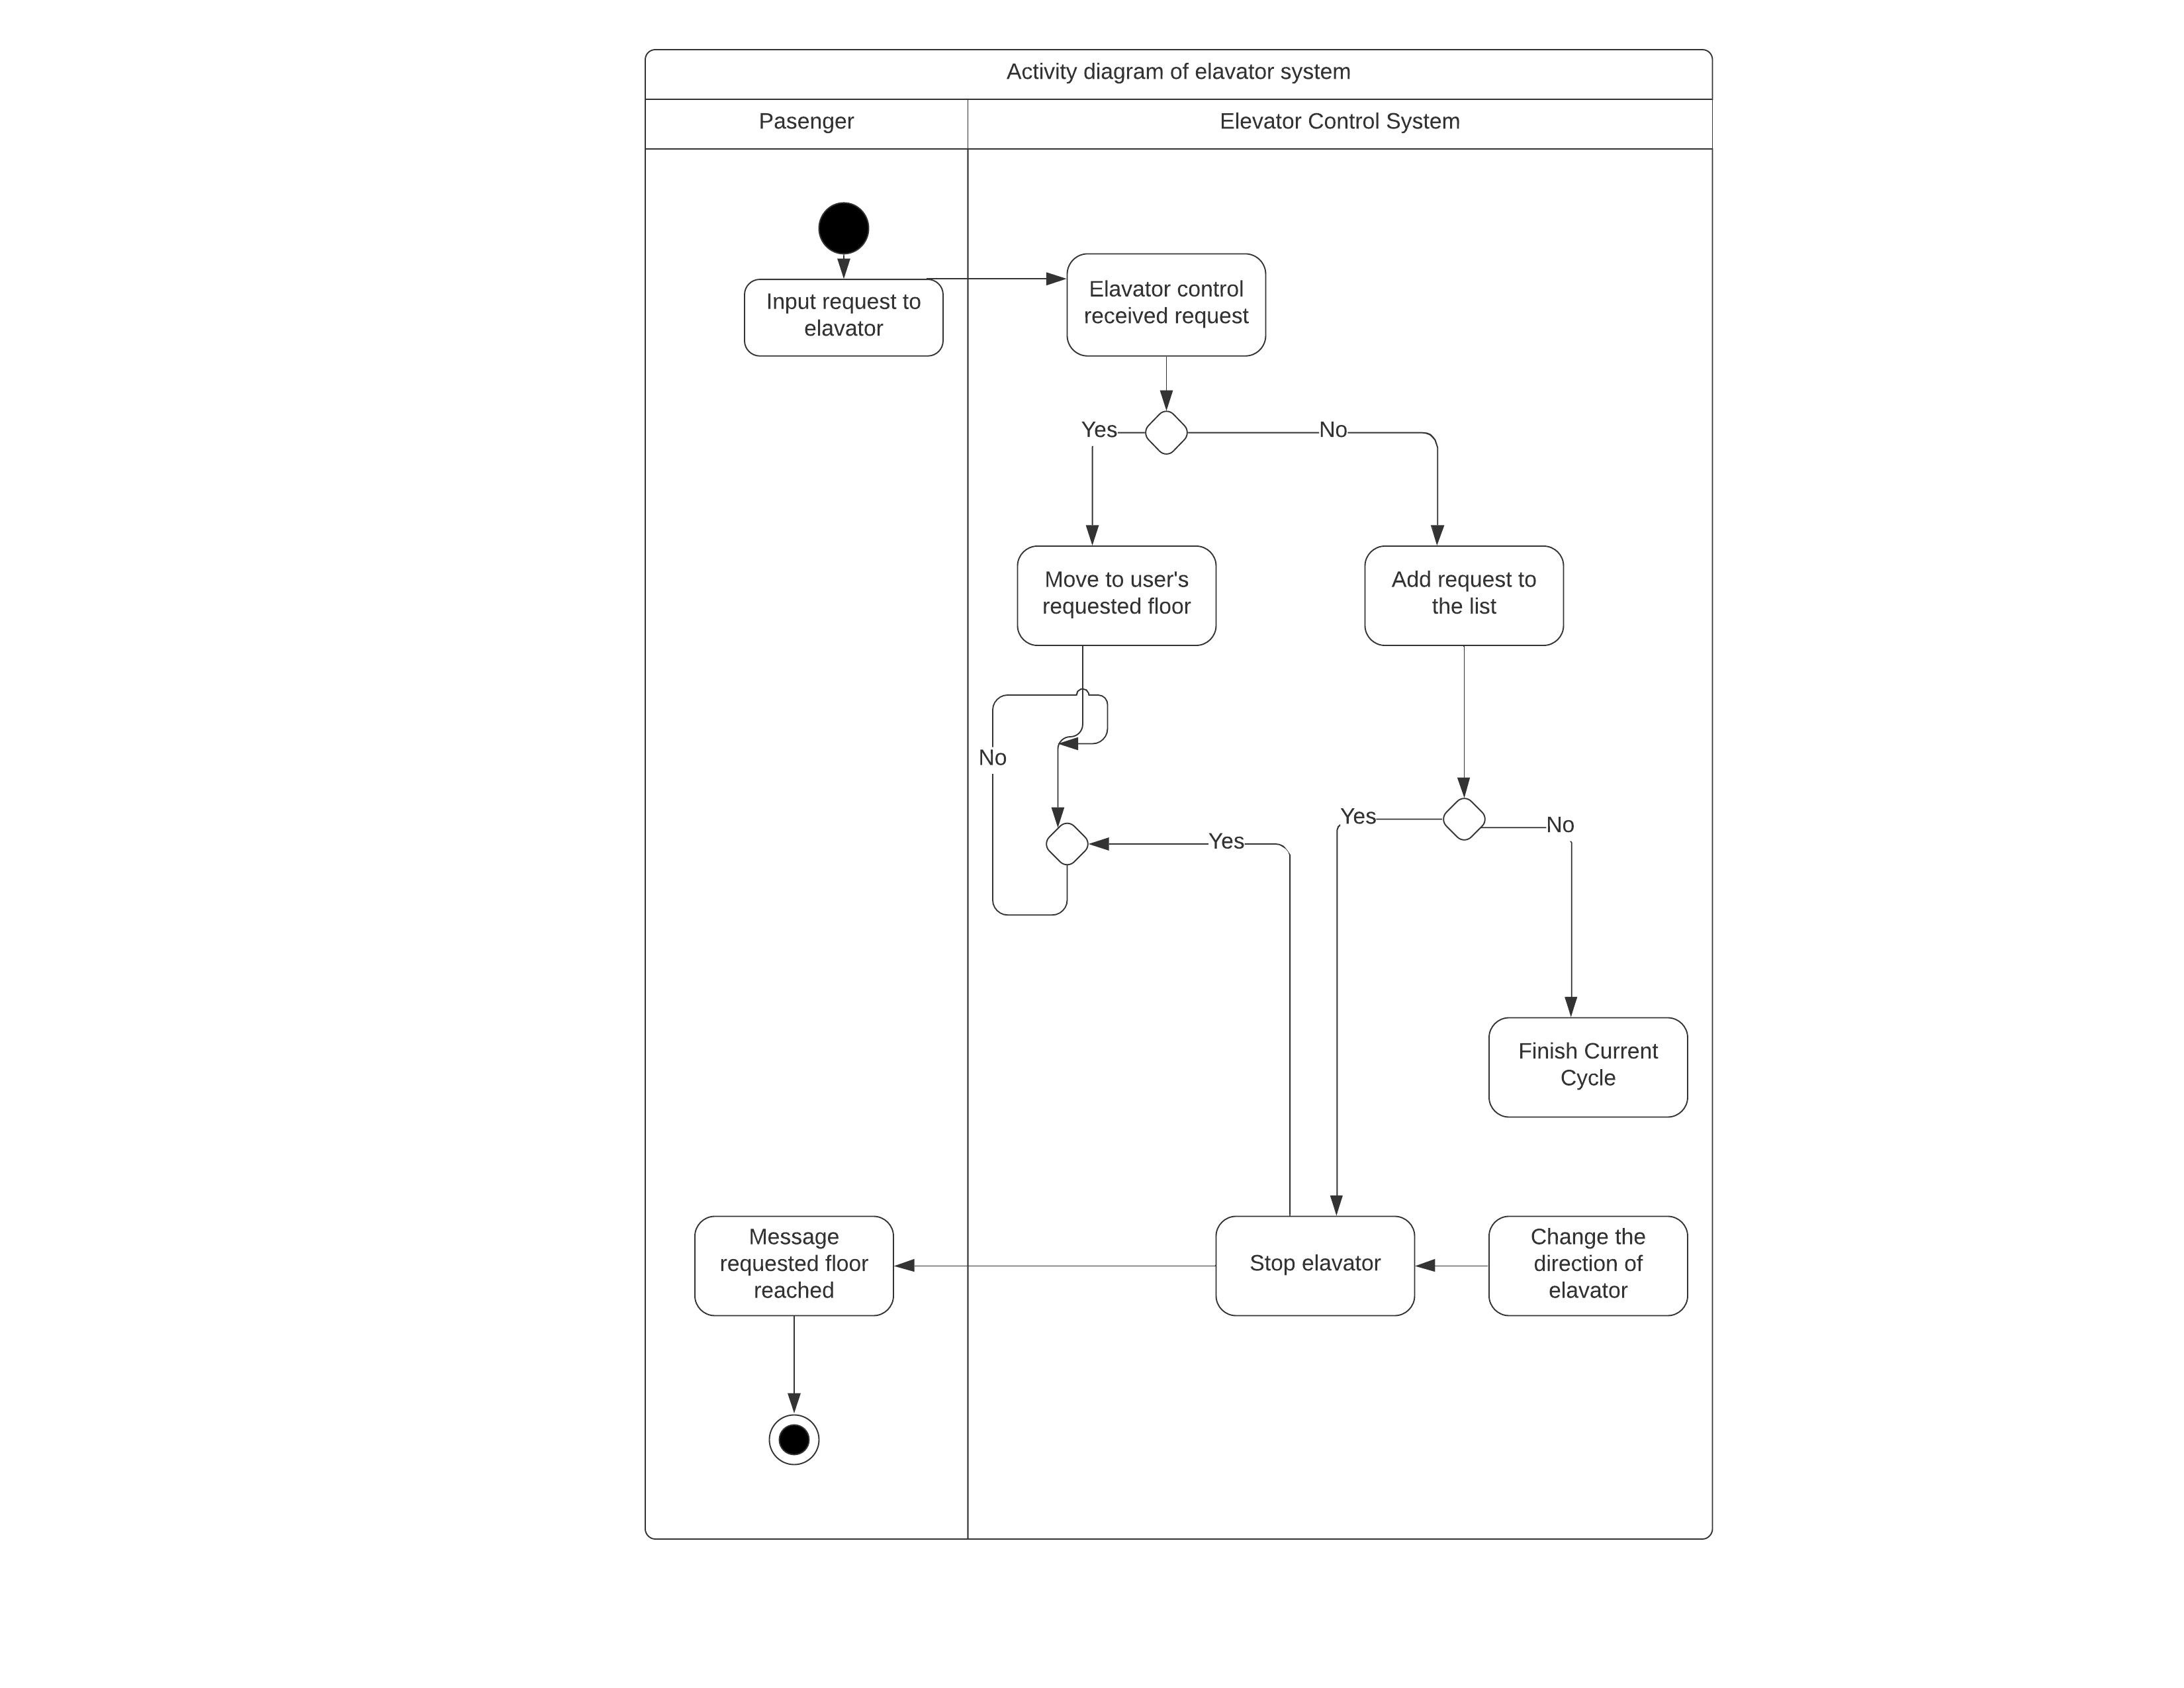 Activity diagram of elavator system
Pasenger
Elevator Control System
Input request to
elavator
Elavator control
received request
Yes
No
Move to user's
requested floor
Add request to
the list
No
Yes
Yes
No
Finish Current
Cycle
Message
requested floor
reached
Stop elavator
Change the
direction of
elavator